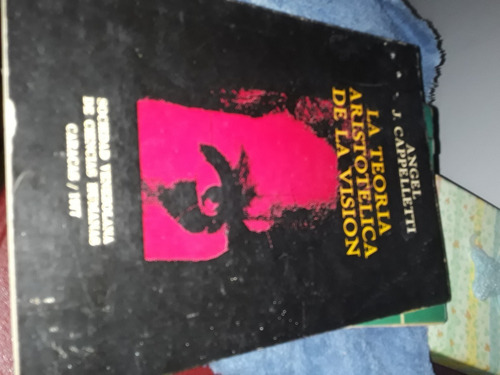 ANGEL
J. CAPPELLETTI
LA TEORIA
ARISTOTELICA
DE LA VISION
SOCIEDAD VENEZOLANA
DE CIENCIAS HUMANAS
CARACAS / 1977